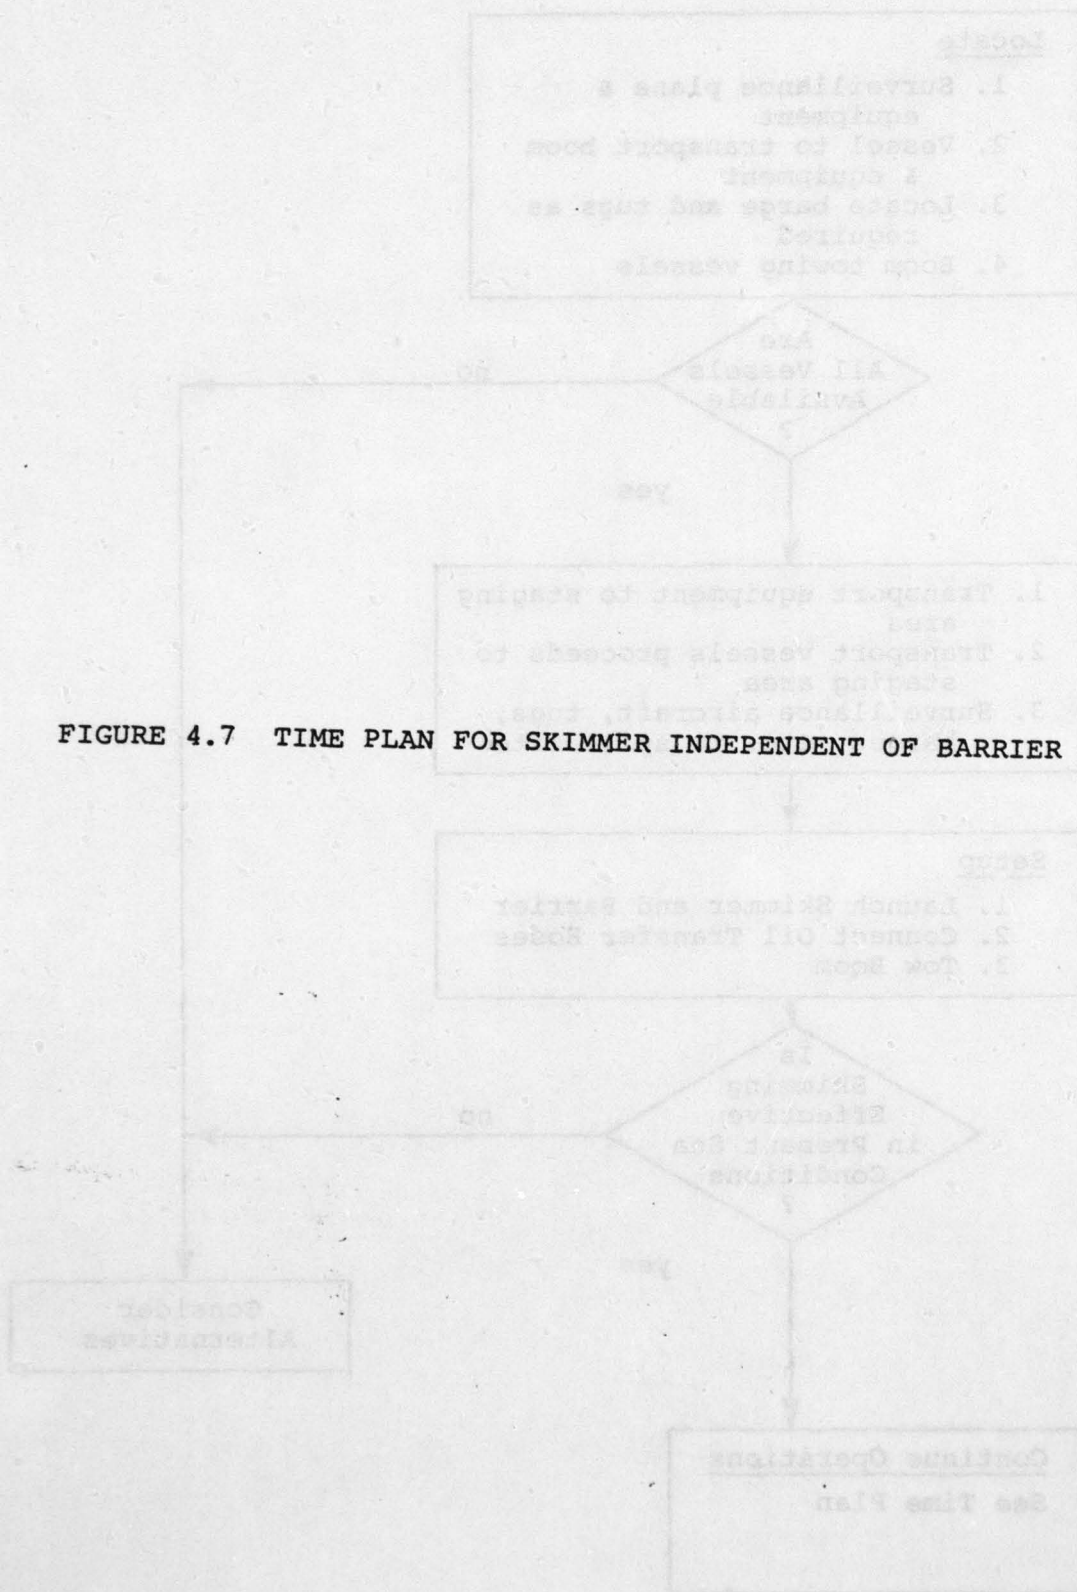 Locate
1. Surveillance plane &
equipment
2. Vessel to transport boom
& equipment
3. Locate barge and tugs as
required
4. Boom towing vessels
Are
All Vessels
Available
?
no
yes
1. Transport equipment to staging
area
2. Transport vessels proceeds to
staging area
3. Surveillance aircraft, tugs,
FIGURE 4.7 TIME PLAN FOR SKIMMER INDEPENDENT OF BARRIER
Setup
1. Launch Skimmer and Barrier
2. Connect Oil Transfer Hoses
3. Tow Boom
Is
Skimming
Effective
in Present Sea
Conditions
?
no
yes
Consider
Alternatives
Continue Operations
See Time Plan